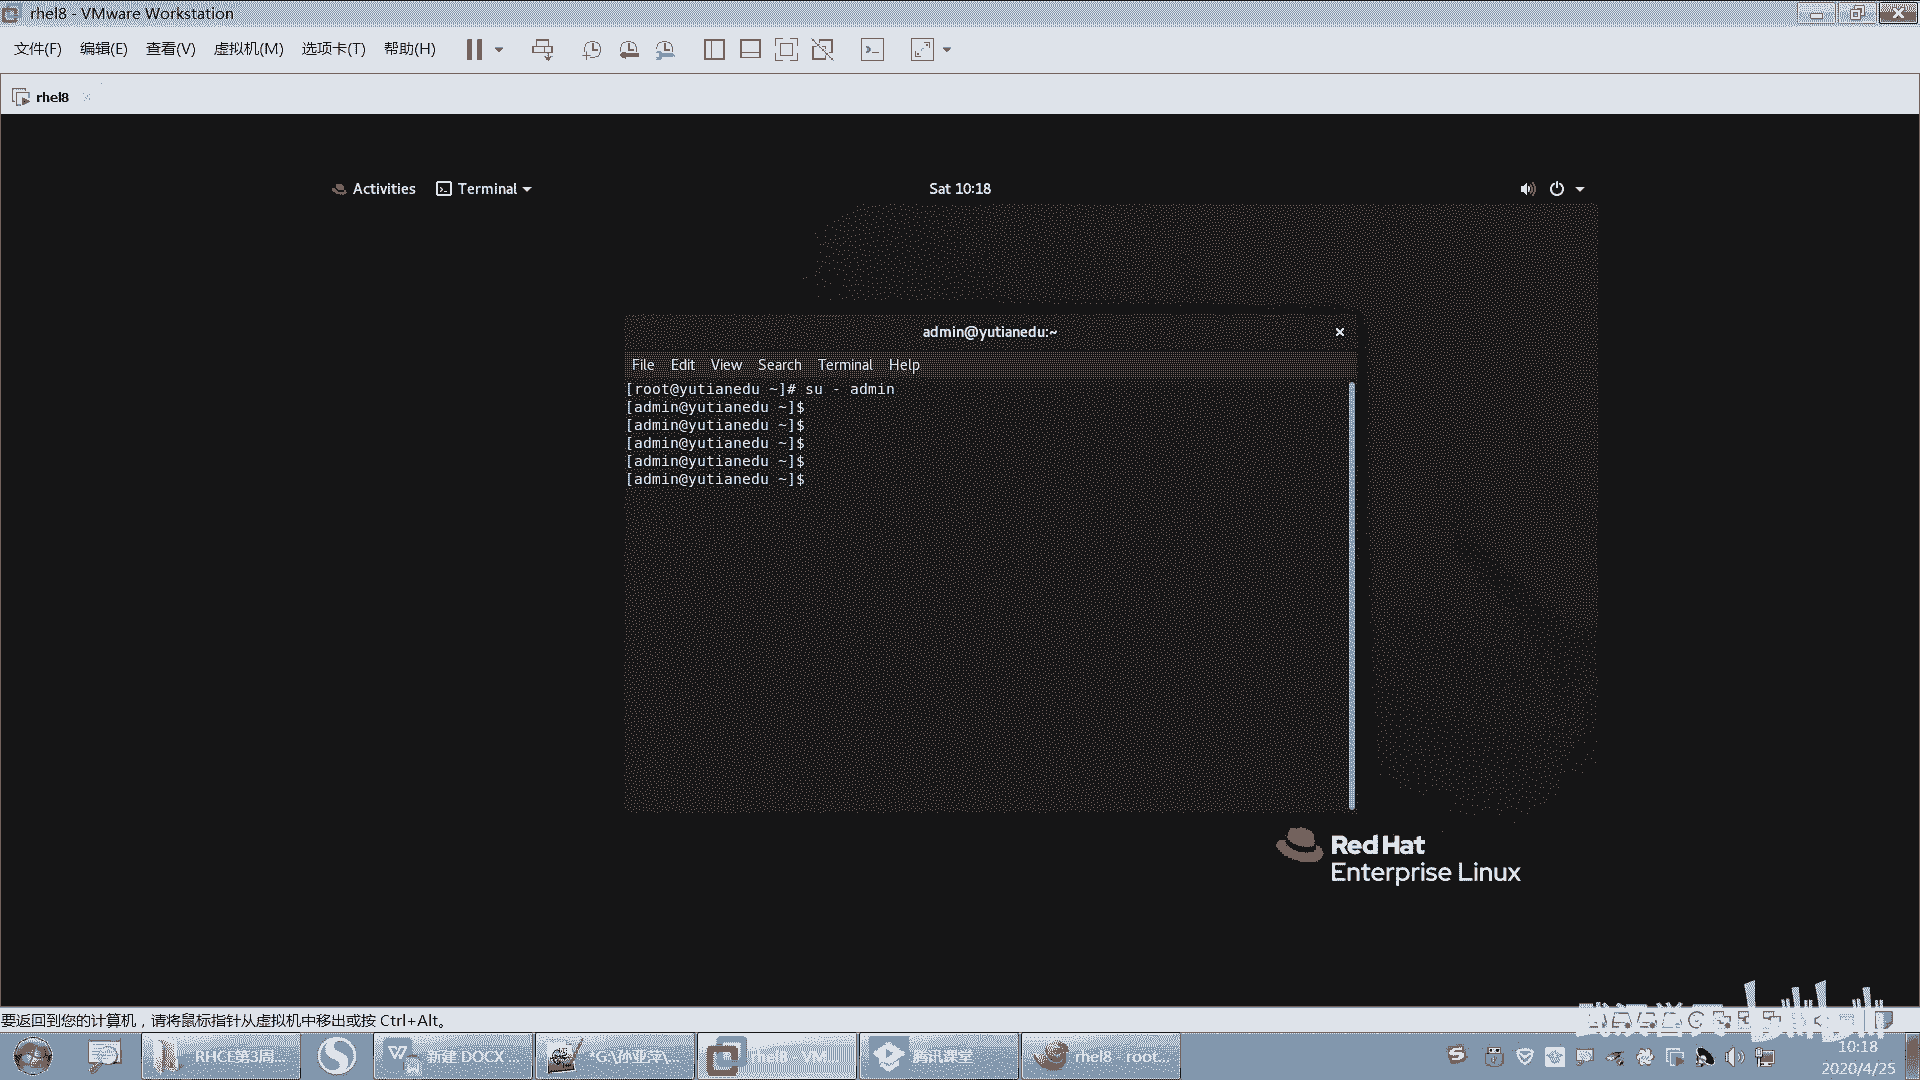 rhel8 - VMware Workstation
文件(F) 编辑(E) 查看(V) 虚拟机(M) 选项卡(T) 帮助(H)
rhel8
Activities Terminal Sat 10:18
admin@yutianedu:~
File Edit View Search Terminal Help
[root@yutianedu ~]# su - admin
[admin@yutianedu ~]$
[admin@yutianedu ~]$
[admin@yutianedu ~]$
[admin@yutianedu ~]$
[admin@yutianedu ~]$
Red Hat
Enterprise Linux
要返回到您的计算机，请将鼠标指针从虚拟机中移出或按 Ctrl+Alt。
bilibili
RHCE第3周... 新建 DOCX ... *G:\孙亚萍\... rhel8 - VM... 腾讯课堂 rhel8 - root...
10:18
2020/4/25